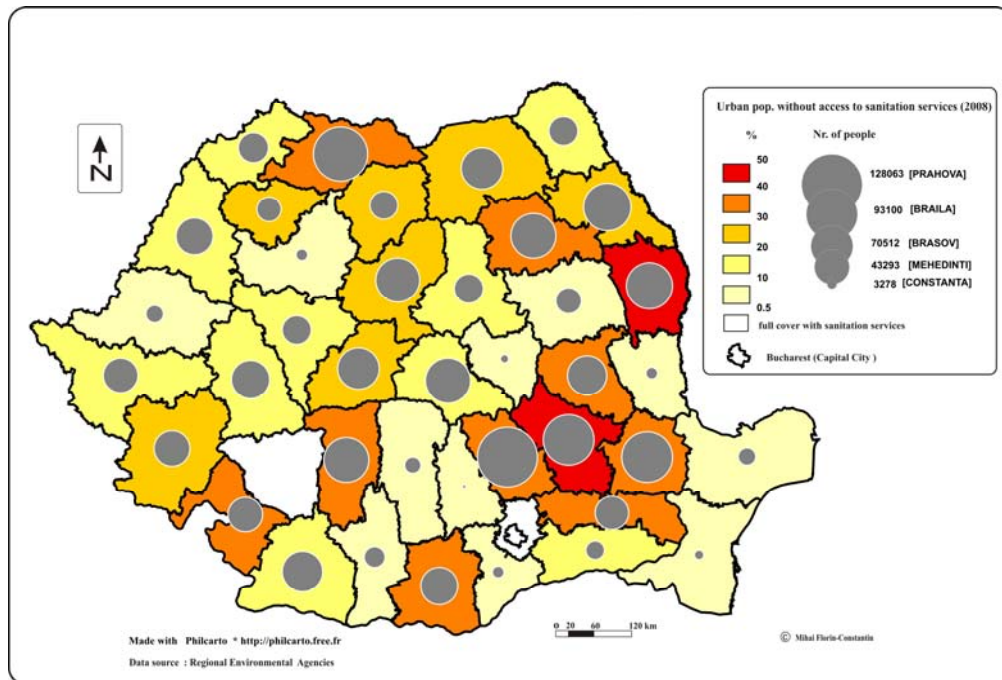 Urban pop. without access to sanitation services (2008)
% Nr. of people
50
40
30
20
10
0.5
128063 [PRAHOVA]
93100 [BRAILA]
70512 [BRASOV]
43293 [MEHEDINTI]
3278 [CONSTANTA]
full cover with sanitation services
Bucharest (Capital City )
N
Made with Philcarto * http://philcarto.free.fr
Data source : Regional Environmental Agencies
0 20 60 120 km
© Mihai Florin-Constantin